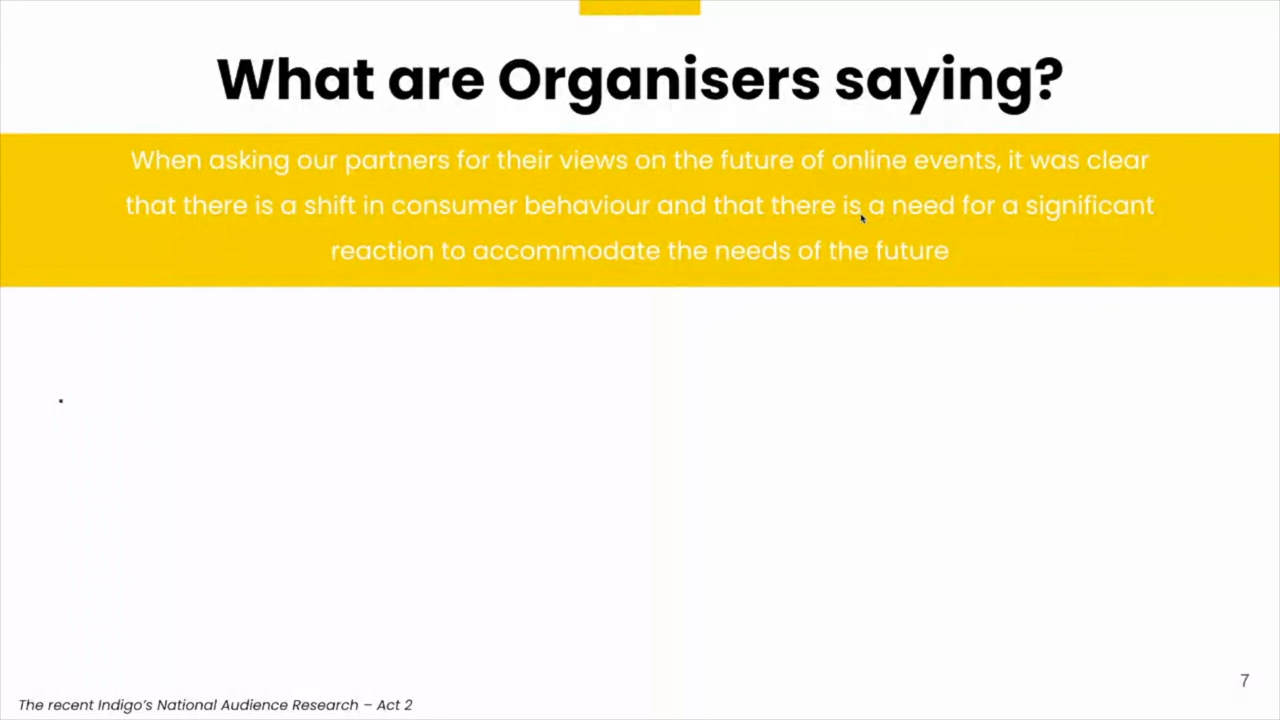 What are Organisers saying?
When asking our partners for their views on the future of online events, it was clear
that there is a shift in consumer behaviour and that there is a need for a significant
reaction to accommodate the needs of the future
.
7
The recent Indigo's National Audience Research – Act 2